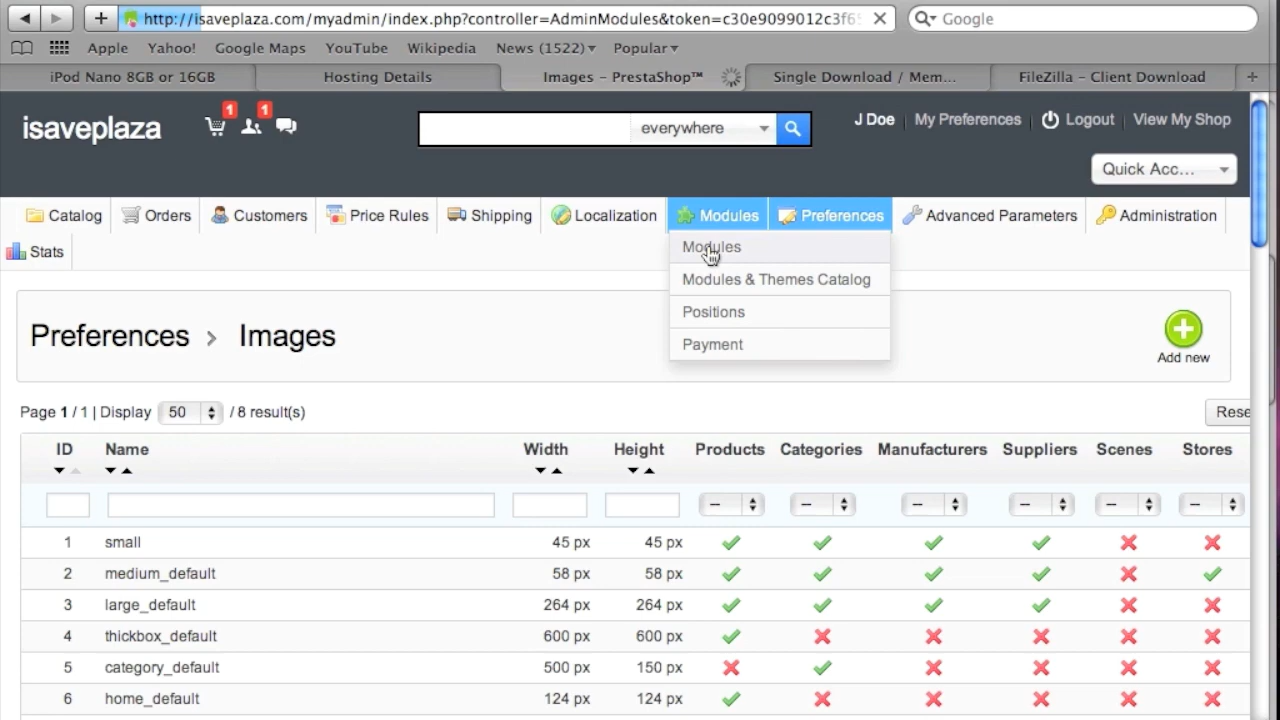 http://isaveplaza.com/myadmin/index.php?controller=AdminModules&token=c30e9099012c3f6
Google
Apple Yahoo! Google Maps YouTube Wikipedia News (1522)▾ Popular▾
iPod Nano 8GB or 16GB Hosting Details Images – PrestaShop™ Single Download / Mem... FileZilla – Client Download
isaveplaza 1 1 everywhere J Doe My Preferences Logout View My Shop
Quick Acc...
Catalog Orders Customers Price Rules Shipping Localization Modules Preferences Advanced Parameters Administration
Stats
Modules
Modules & Themes Catalog
Positions
Payment
Preferences > Images
Add new
Page 1 / 1 | Display 50 / 8 result(s)
Rese
ID Name Width Height Products Categories Manufacturers Suppliers Scenes Stores
-- -- -- -- -- --
1 small 45 px 45 px
2 medium_default 58 px 58 px
3 large_default 264 px 264 px
4 thickbox_default 600 px 600 px
5 category_default 500 px 150 px
6 home_default 124 px 124 px